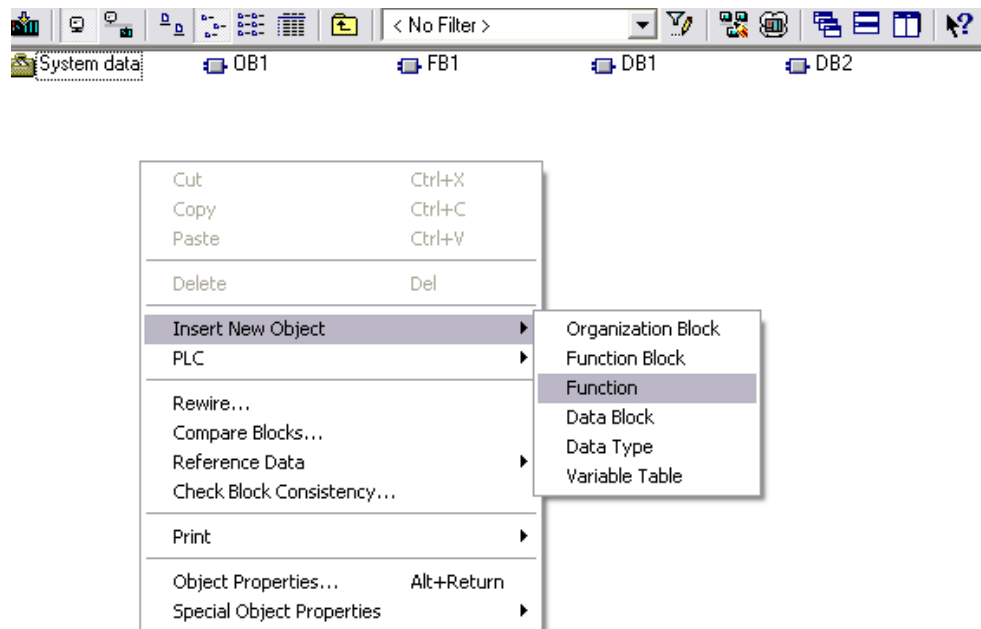 < No Filter >
System data OB1 FB1 DB1 DB2
Cut Ctrl+X
Copy Ctrl+C
Paste Ctrl+V
Delete Del
Insert New Object
PLC
Rewire...
Compare Blocks...
Reference Data
Check Block Consistency...
Print
Object Properties... Alt+Return
Special Object Properties
Organization Block
Function Block
Function
Data Block
Data Type
Variable Table